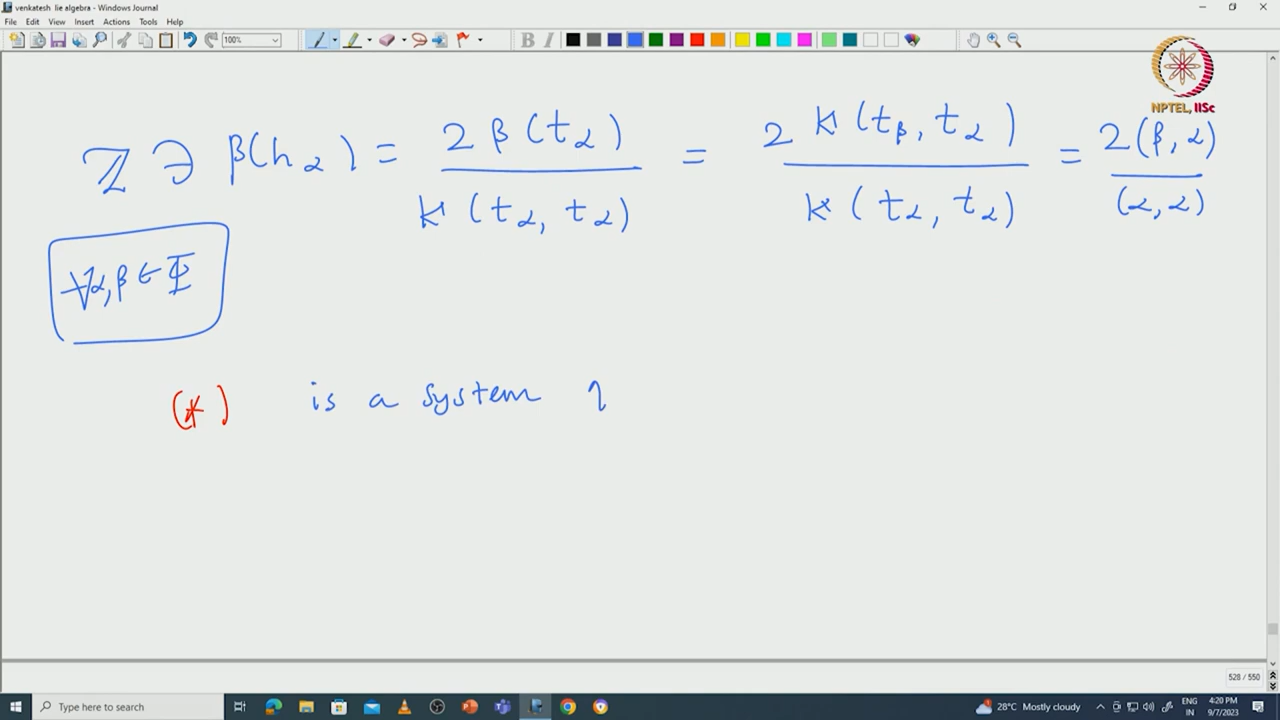 venkatesh lie algebra - Windows Journal
File Edit View Insert Actions Tools Help
100%
B I
NPTEL, IISc
ℤ ∋ β(h_α) = 2 β(t_α) / κ(t_α, t_α) = 2 κ(t_β, t_α) / κ(t_α, t_α) = 2(β, α) / (α, α)
∀α, β ∈ Φ
(*) is a system
528 / 550
Type here to search
28°C Mostly cloudy
ENG
IN
4:20 PM
9/7/2023